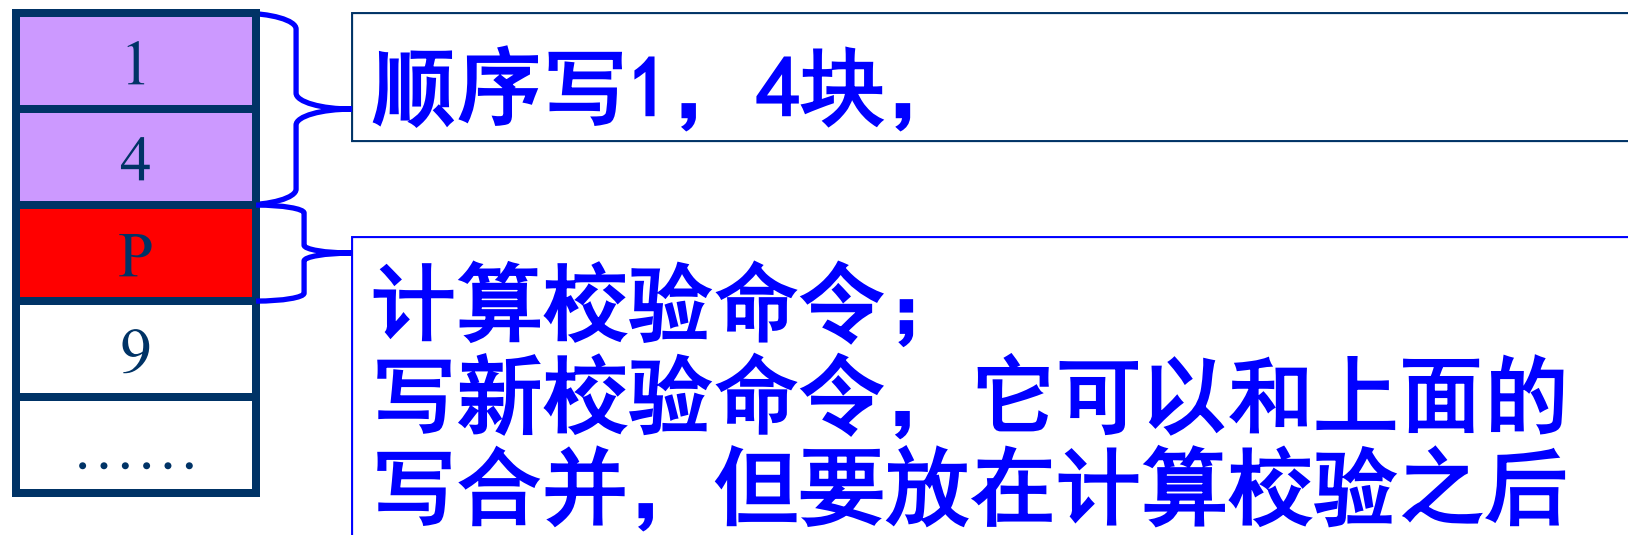 1
4
P
9
……
顺序写1，4块，
计算校验命令；
写新校验命令，它可以和上面的
写合并，但要放在计算校验之后